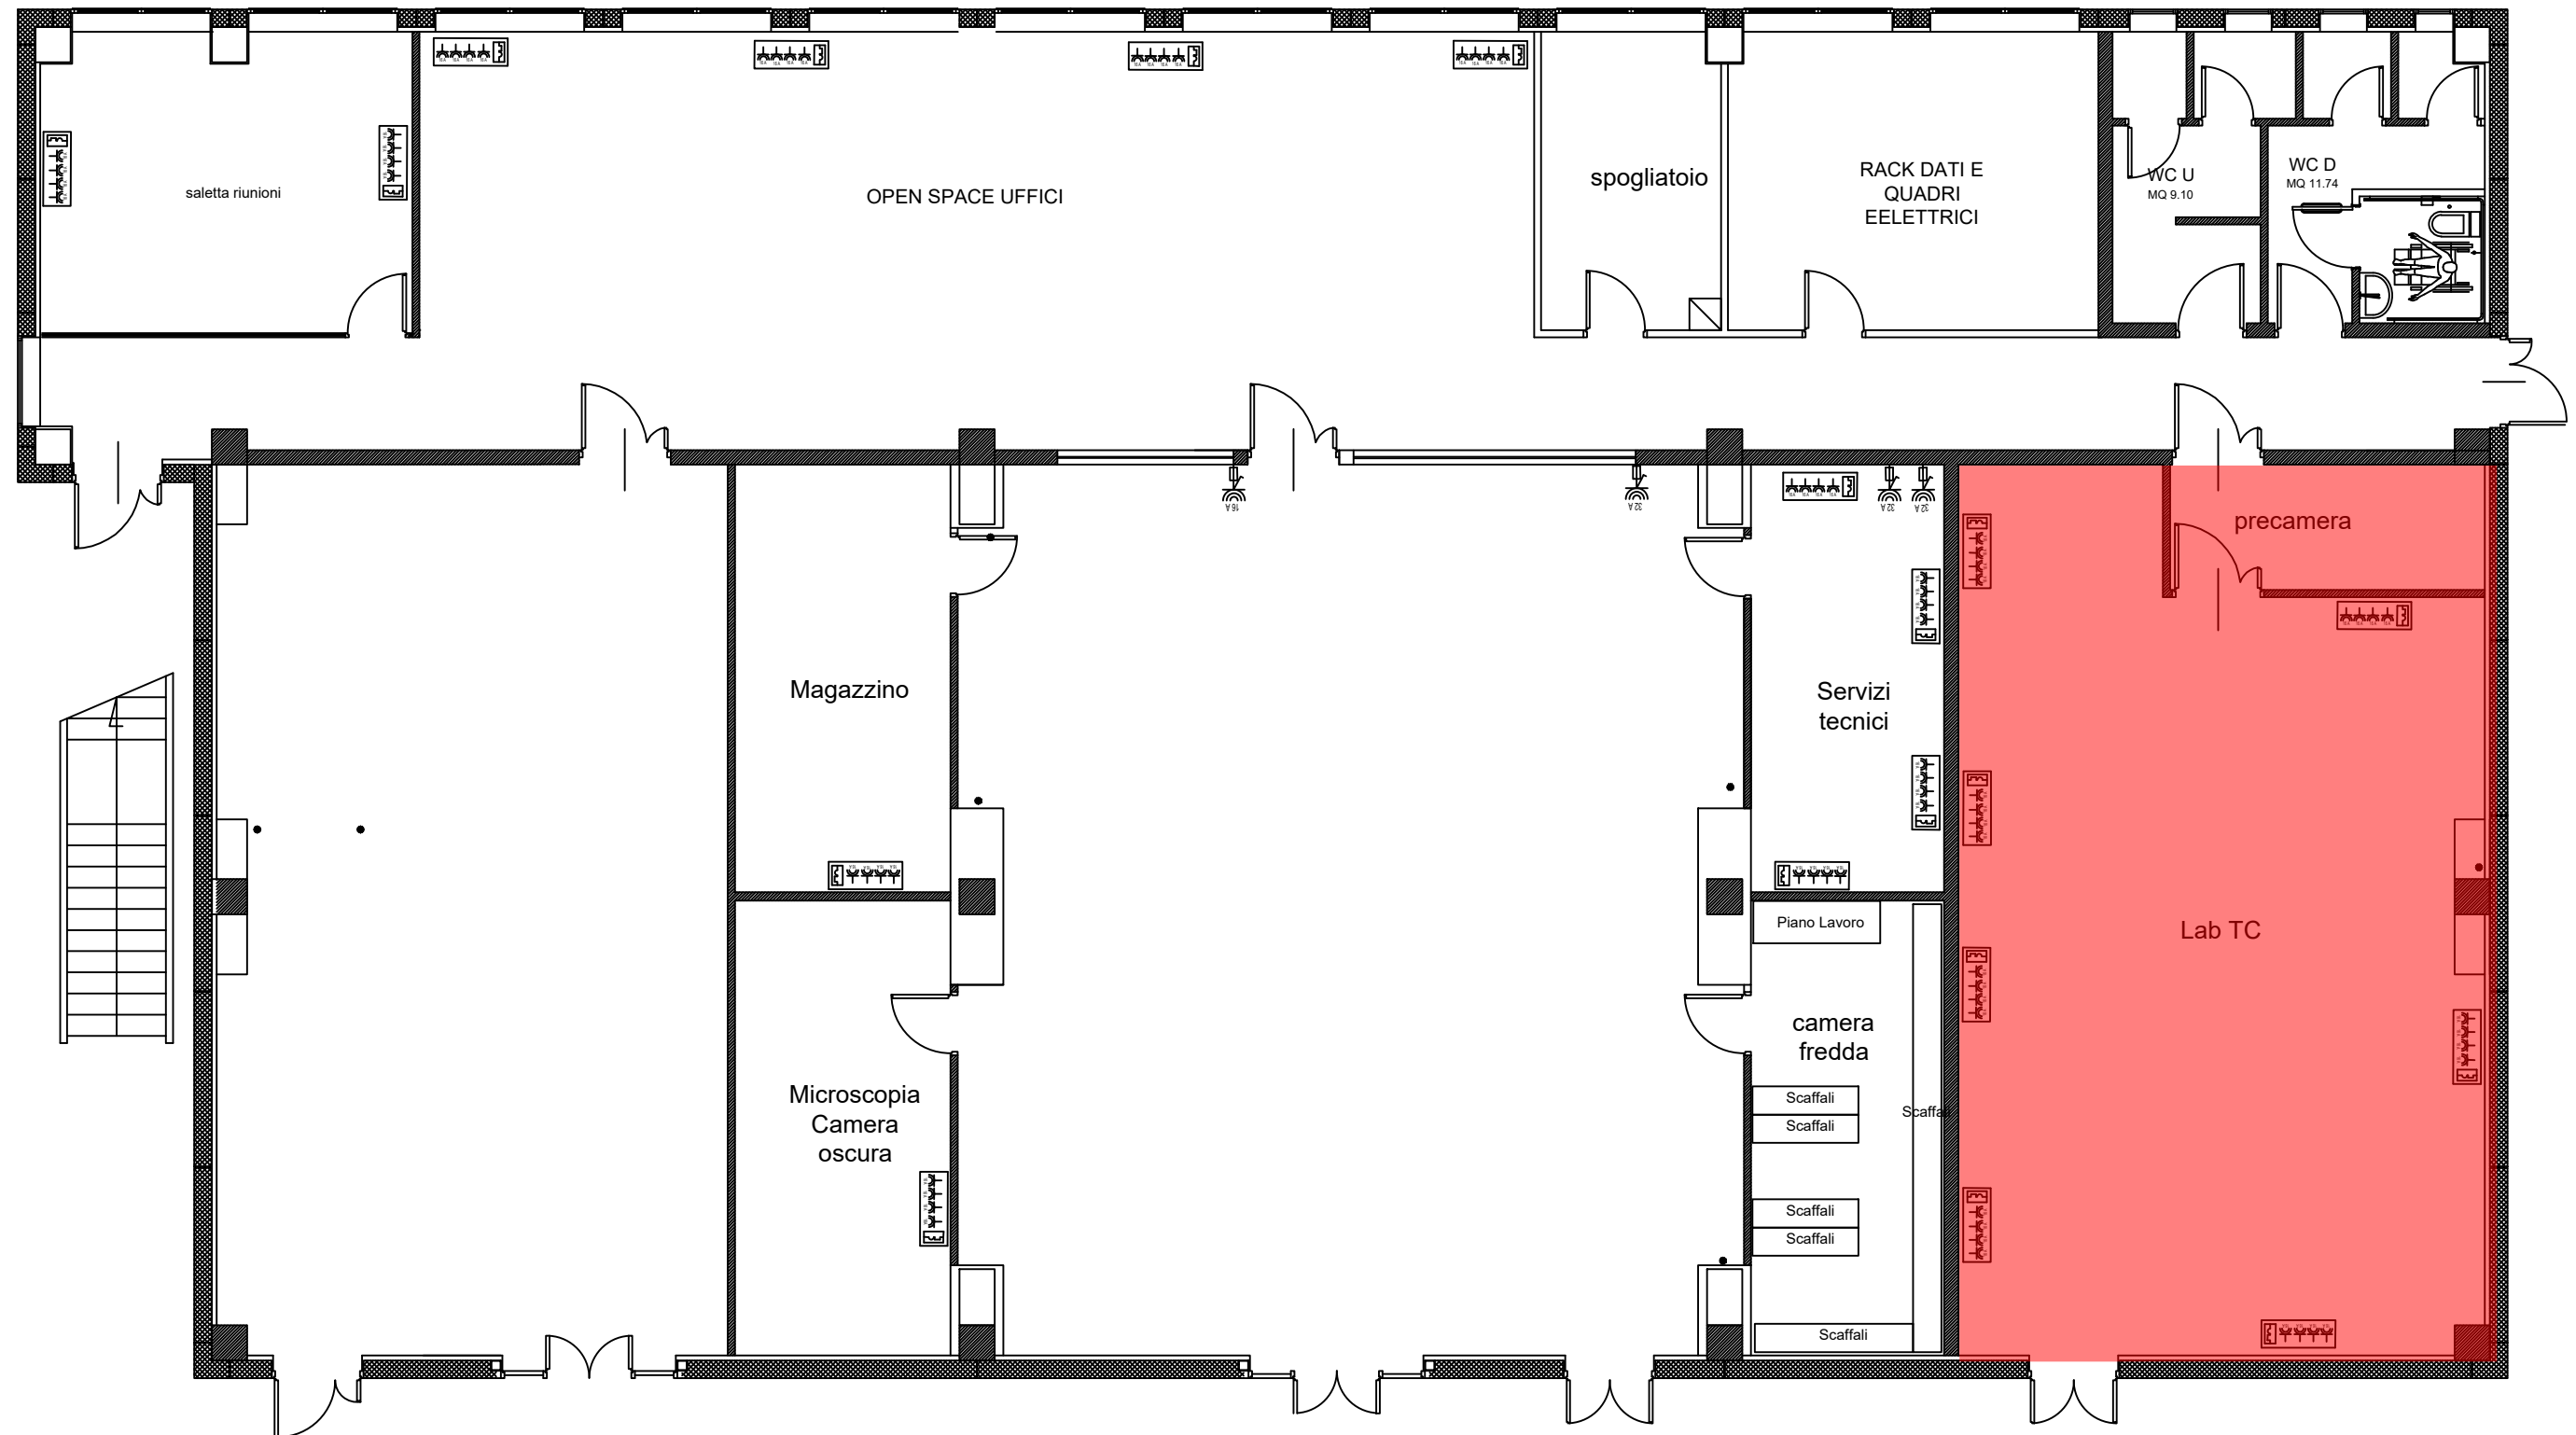 saletta riunioni
OPEN SPACE UFFICI
spogliatoio
RACK DATI E
QUADRI
EELETTRICI
WC U
MQ 9.10
WC D
MQ 11.74
16 A
32 A
32 A
32 A
precamera
Magazzino
Servizi
tecnici
Piano Lavoro
Lab TC
camera
fredda
Microscopia
Camera
oscura
Scaffali
Scaffali
Scaffali
Scaffali
Scaffali
Scaffali